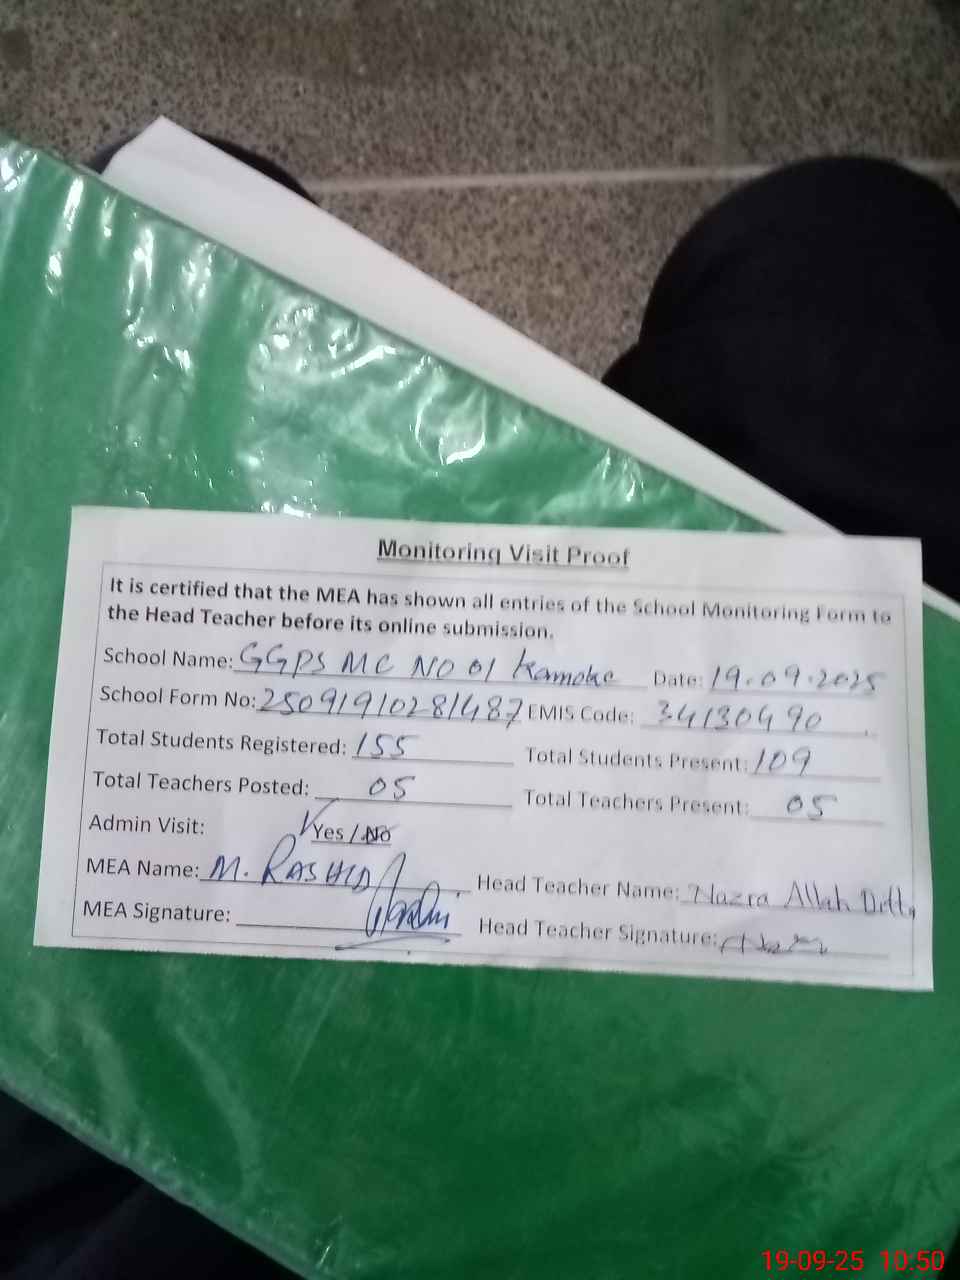 Monitoring Visit Proof
It is certified that the MEA has shown all entries of the School Monitoring Form to
the Head Teacher before its online submission.
School Name: GGPS MC NO 01 Kamoke Date: 19.09.2025
School Form No: 25091910281487 EMIS Code: 34130490
Total Students Registered: 155 Total Students Present: 109
Total Teachers Posted: 05 Total Teachers Present: 05
Admin Visit: Yes / No
MEA Name: M. RASHID Head Teacher Name: Nazra Allah Ditta
MEA Signature: Head Teacher Signature:
19-09-25 10:50